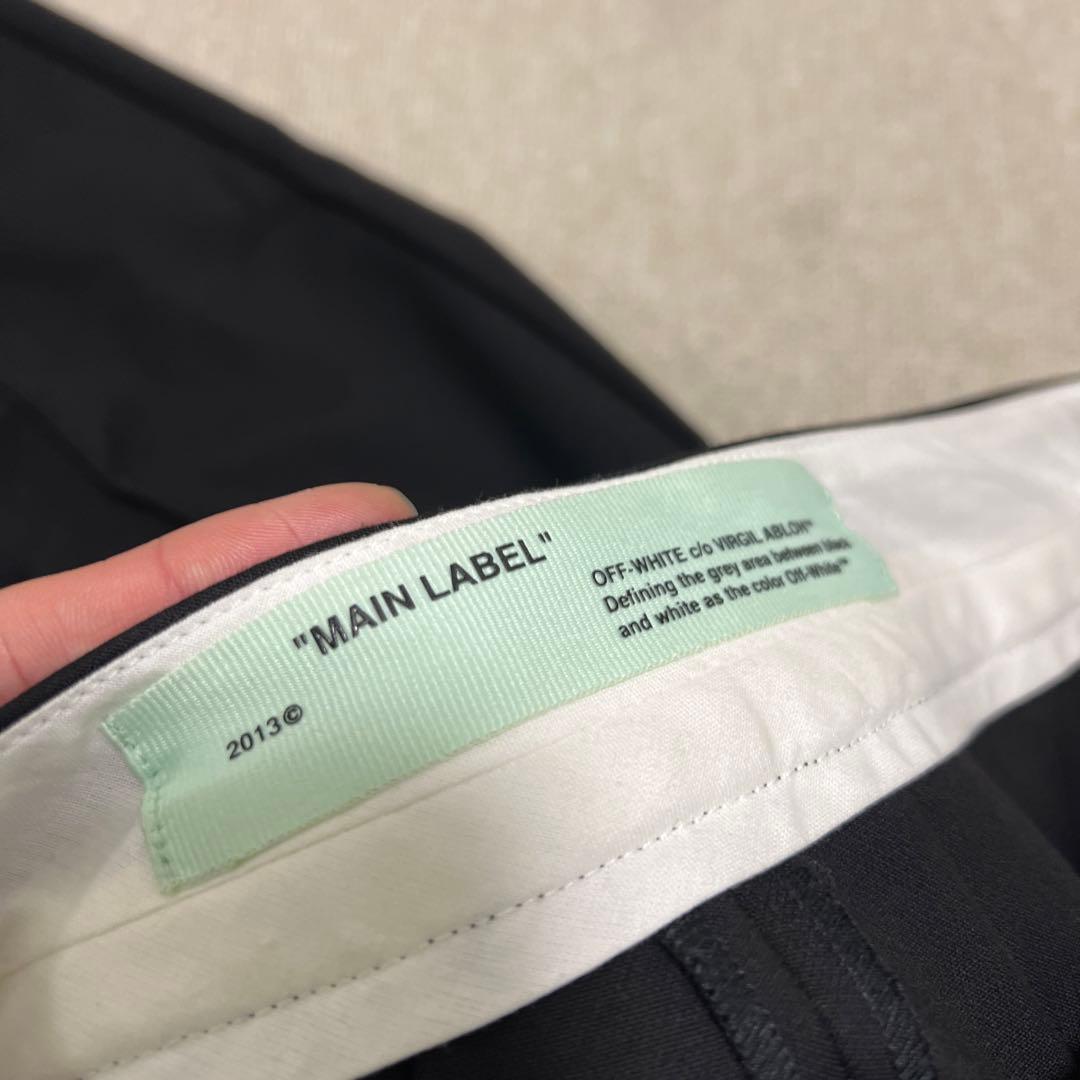 "MAIN LABEL"
2013©
OFF-WHITE c/o VIRGIL ABLOH™
Defining the grey area between black
and white as the color Off-White™